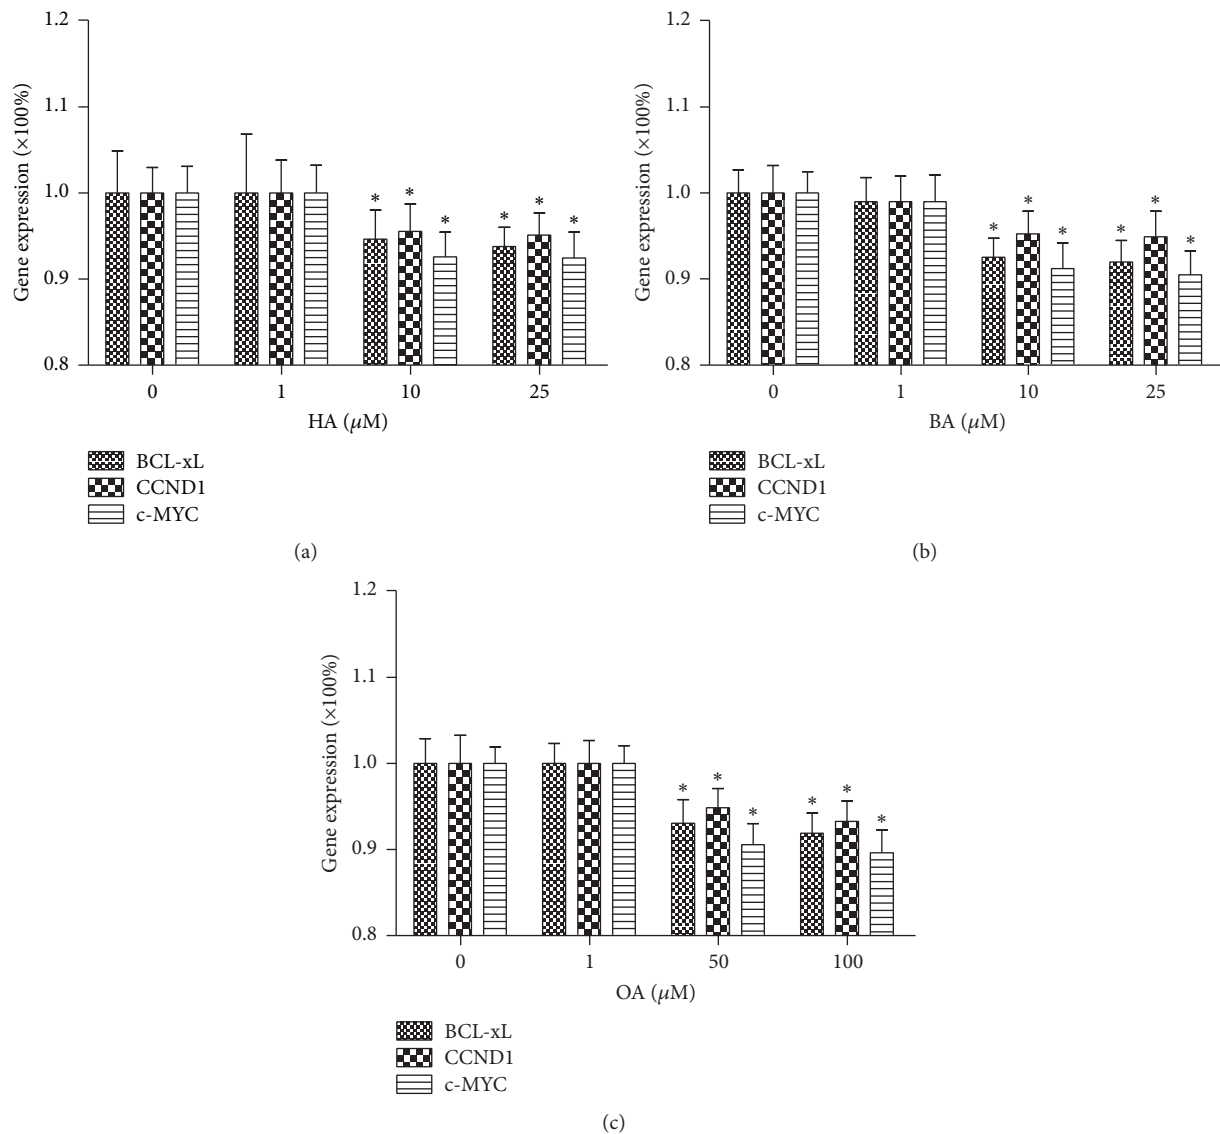 Gene expression (×100%)
1.2
1.1
1.0
0.9
0.8
* * * * * *
0 1 10 25
HA (μM)
BCL-xL
CCND1
c-MYC
(a)
Gene expression (×100%)
1.2
1.1
1.0
0.9
0.8
* * * * * *
0 1 10 25
BA (μM)
BCL-xL
CCND1
c-MYC
(b)
Gene expression (×100%)
1.2
1.1
1.0
0.9
0.8
* * * * * *
0 1 50 100
OA (μM)
BCL-xL
CCND1
c-MYC
(c)